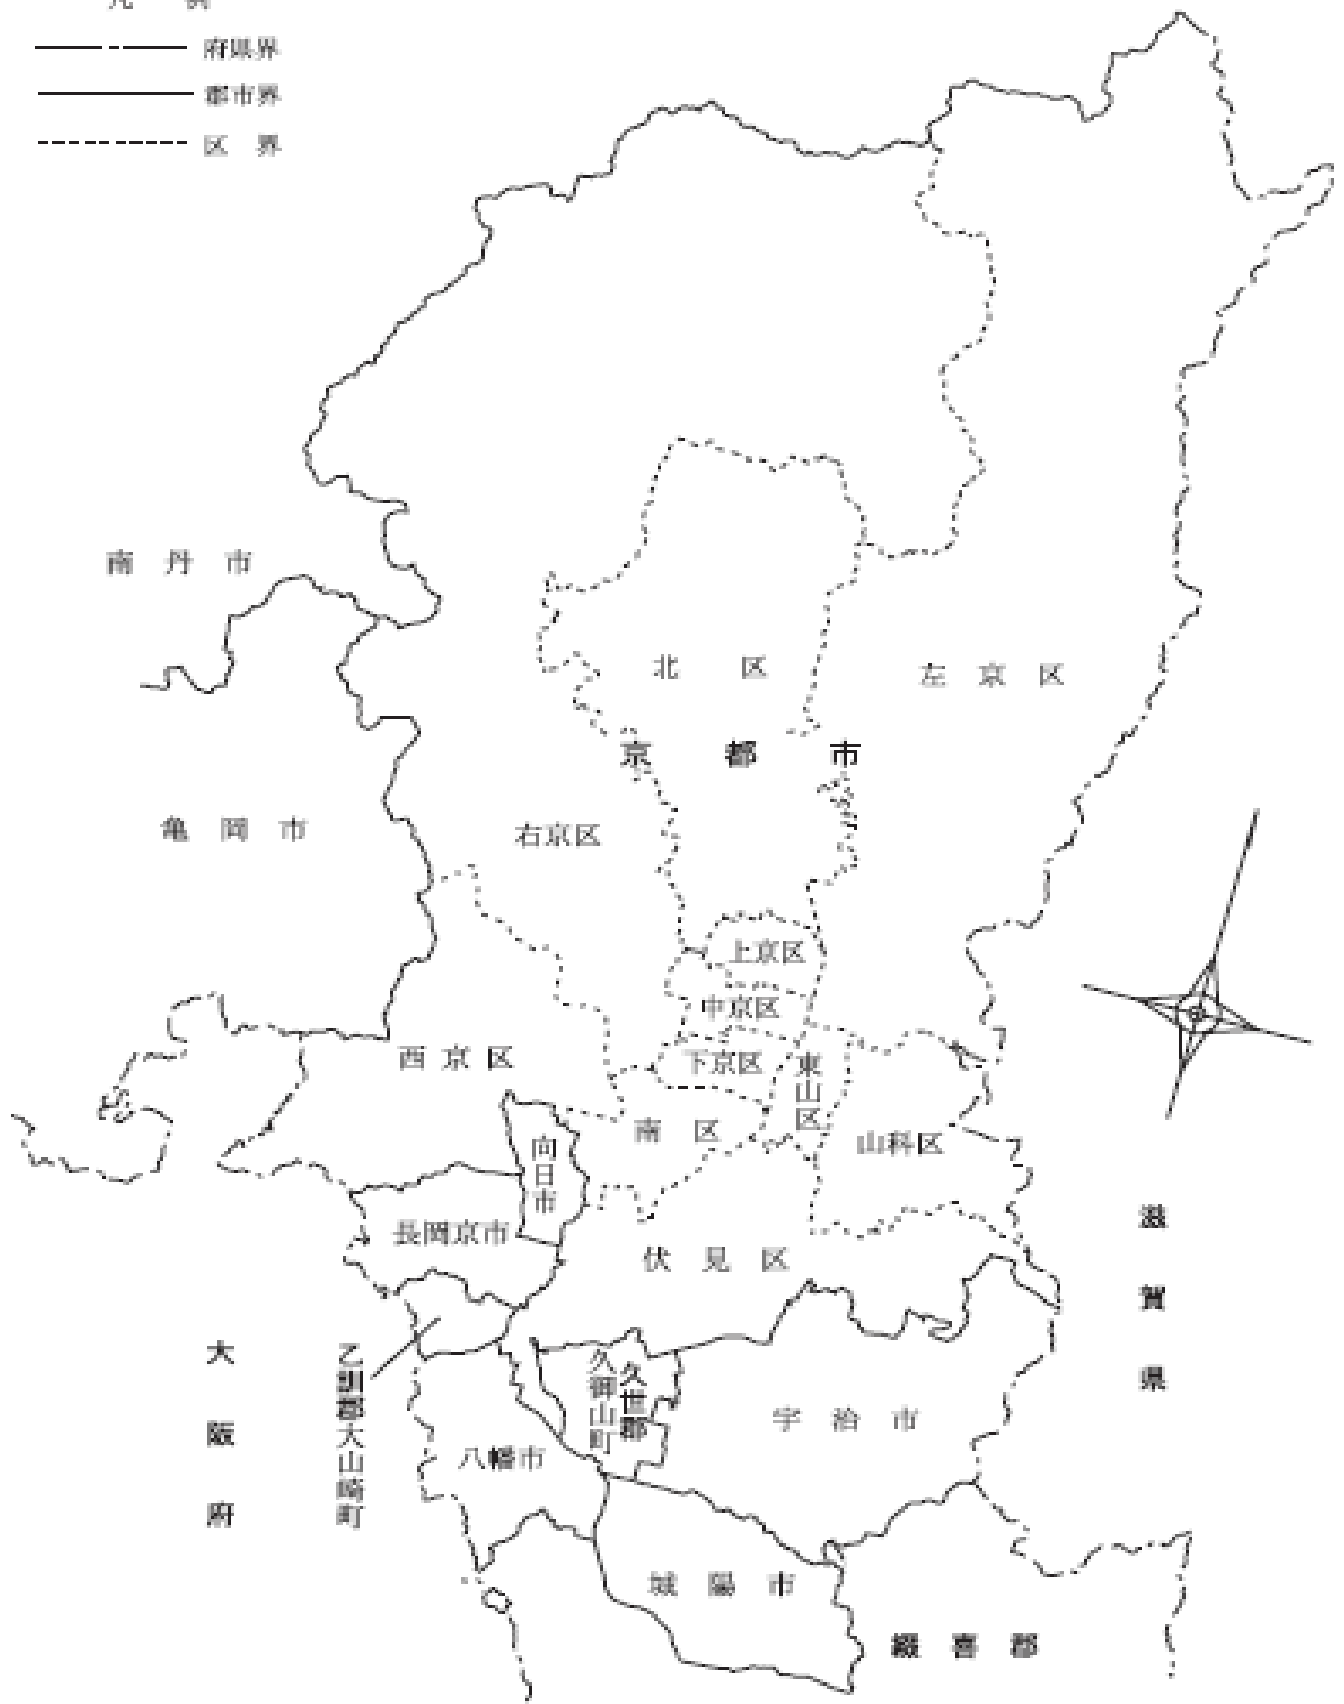 凡 例
府県界
郡市界
区 界
南 丹 市
北 区
左 京 区
京 都 市
亀 岡 市
右京区
上京区
中京区
西 京 区
下京区
東山区
南 区
山科区
向日市
長岡京市
伏 見 区
滋 賀 県
大 阪 府
乙訓郡大山崎町
久世郡
久御山町
宇 治 市
八幡市
城 陽 市
綴 喜 郡